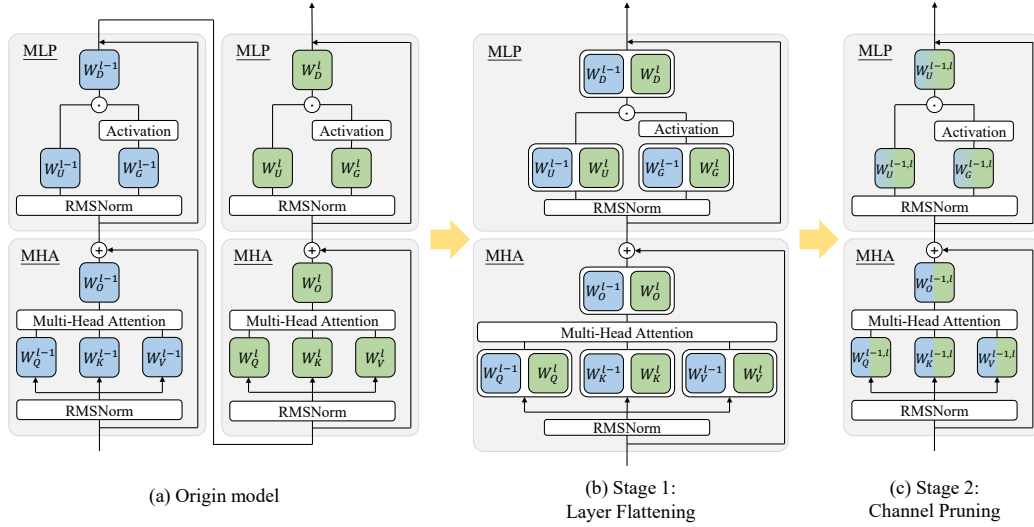 MLP
W_D^{l-1}
Activation
W_U^{l-1} W_G^{l-1}
RMSNorm
MHA
W_O^{l-1}
Multi-Head Attention
W_Q^{l-1} W_K^{l-1} W_V^{l-1}
RMSNorm
MLP
W_D^l
Activation
W_U^l W_G^l
RMSNorm
MHA
W_O^l
Multi-Head Attention
W_Q^l W_K^l W_V^l
RMSNorm
(a) Origin model
MLP
W_D^{l-1} W_D^l
Activation
W_U^{l-1} W_U^l W_G^{l-1} W_G^l
RMSNorm
MHA
W_O^{l-1} W_O^l
Multi-Head Attention
W_Q^{l-1} W_Q^l W_K^{l-1} W_K^l W_V^{l-1} W_V^l
RMSNorm
(b) Stage 1:
Layer Flattening
MLP
W_U^{l-1,l}
Activation
W_U^{l-1,l} W_G^{l-1,l}
RMSNorm
MHA
W_O^{l-1,l}
Multi-Head Attention
W_Q^{l-1,l} W_K^{l-1,l} W_V^{l-1,l}
RMSNorm
(c) Stage 2:
Channel Pruning